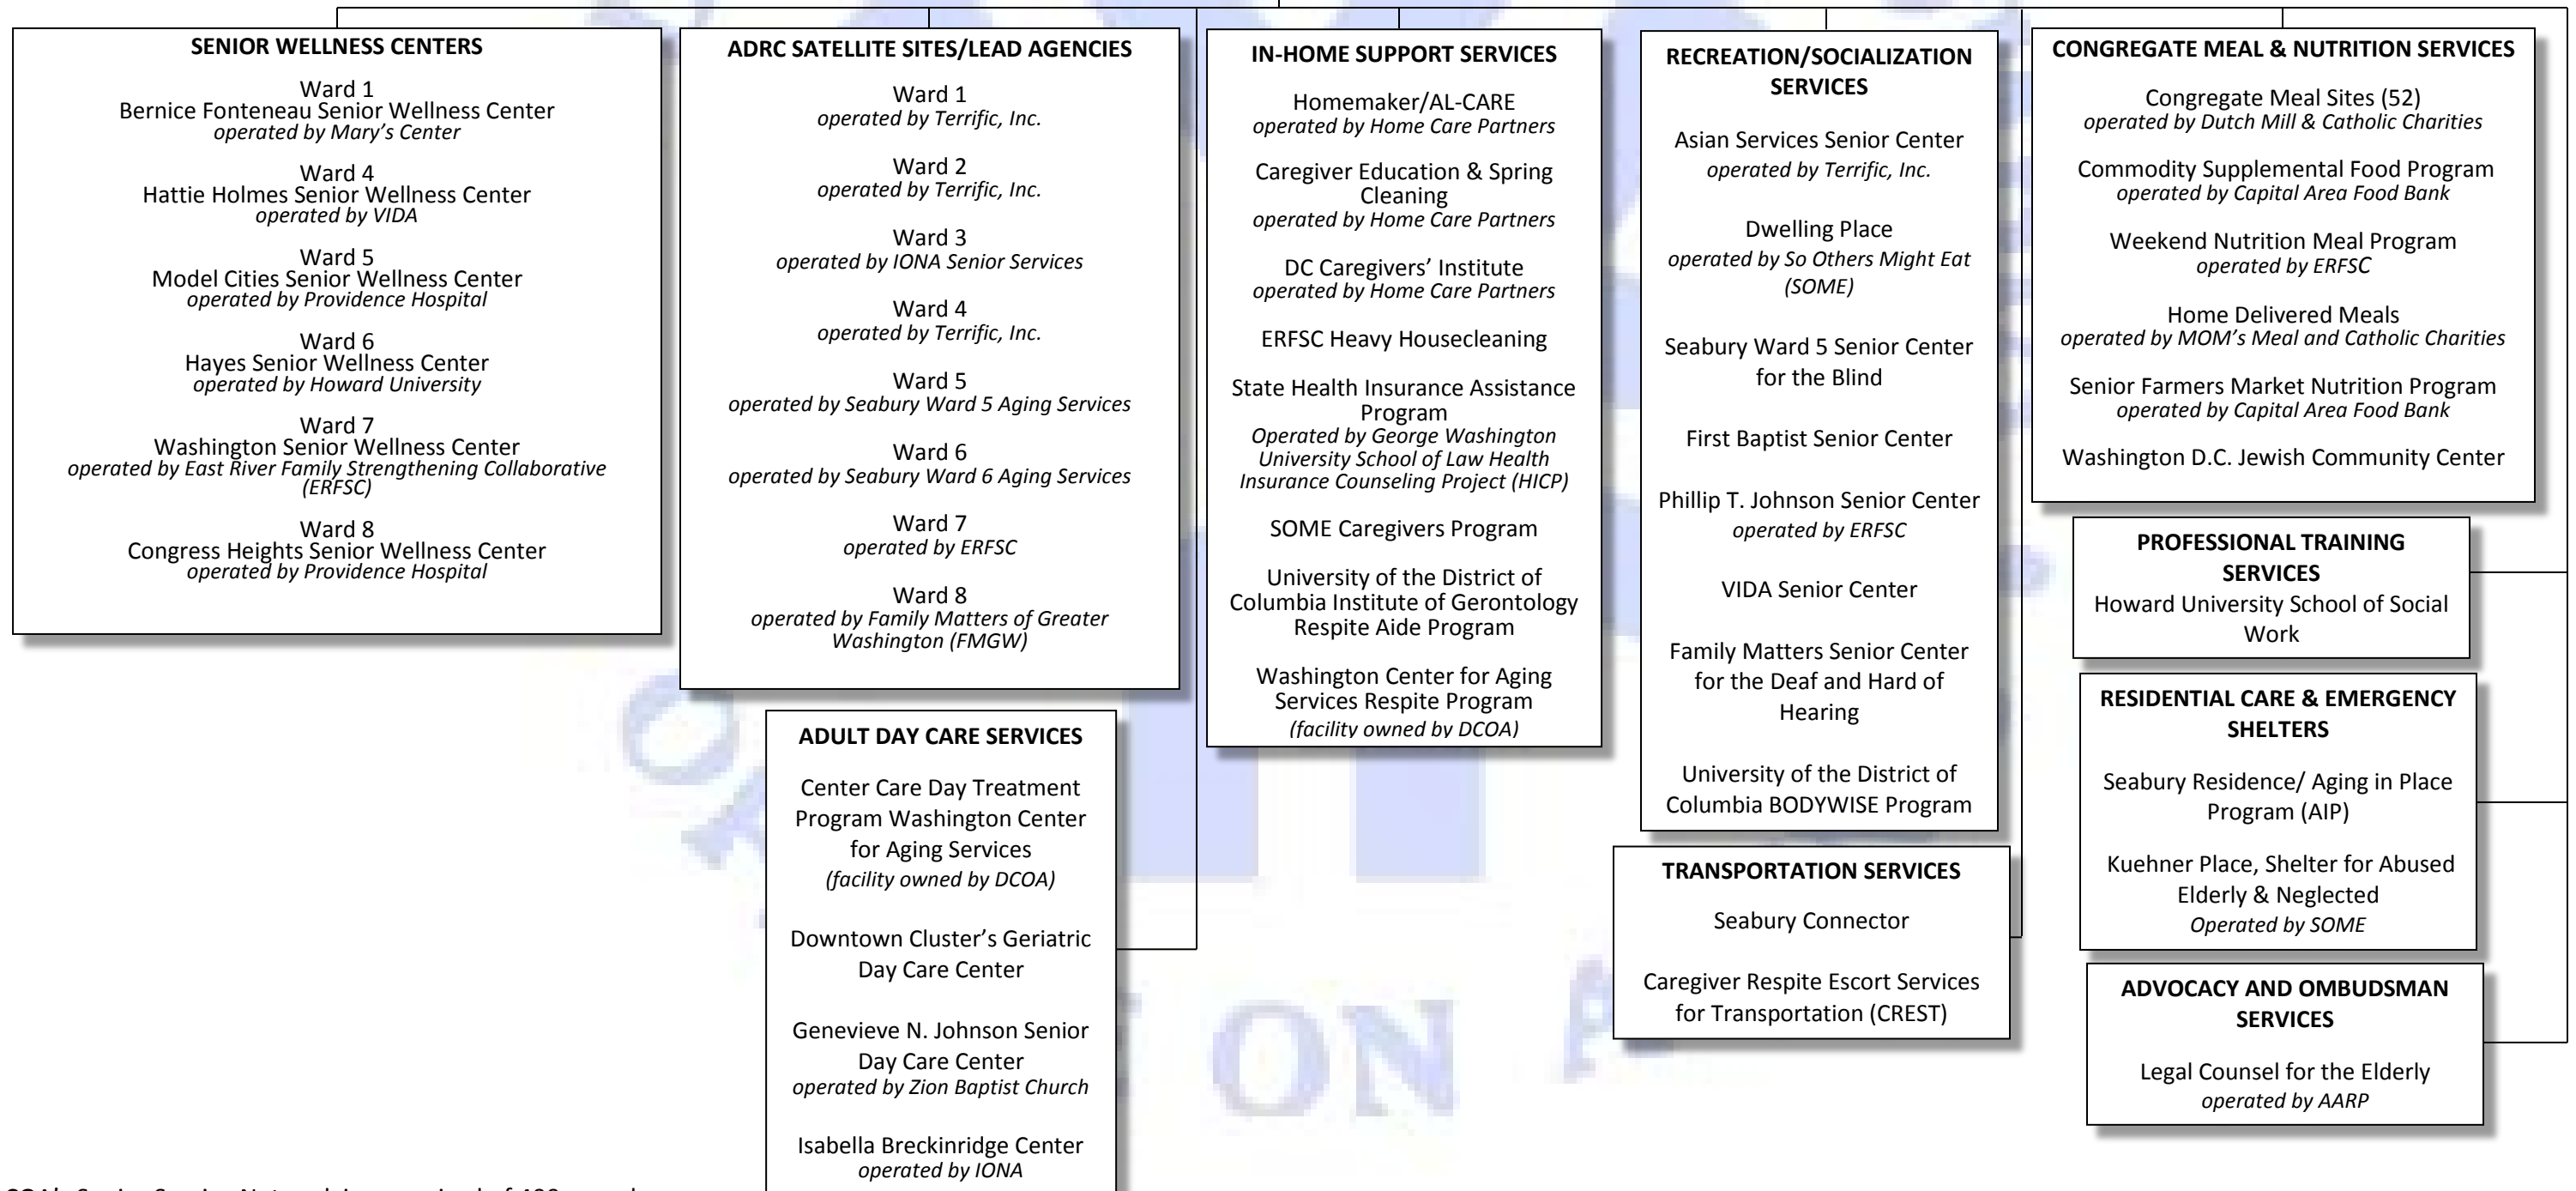 SENIOR WELLNESS CENTERS
Ward 1
Bernice Fonteneau Senior Wellness Center
operated by Mary's Center
Ward 4
Hattie Holmes Senior Wellness Center
operated by VIDA
Ward 5
Model Cities Senior Wellness Center
operated by Providence Hospital
Ward 6
Hayes Senior Wellness Center
operated by Howard University
Ward 7
Washington Senior Wellness Center
operated by East River Family Strengthening Collaborative
(ERFSC)
Ward 8
Congress Heights Senior Wellness Center
operated by Providence Hospital
ADRC SATELLITE SITES/LEAD AGENCIES
Ward 1
operated by Terrific, Inc.
Ward 2
operated by Terrific, Inc.
Ward 3
operated by IONA Senior Services
Ward 4
operated by Terrific, Inc.
Ward 5
operated by Seabury Ward 5 Aging Services
Ward 6
operated by Seabury Ward 6 Aging Services
Ward 7
operated by ERFSC
Ward 8
operated by Family Matters of Greater
Washington (FMGW)
ADULT DAY CARE SERVICES
Center Care Day Treatment
Program Washington Center
for Aging Services
(facility owned by DCOA)
Downtown Cluster's Geriatric
Day Care Center
Genevieve N. Johnson Senior
Day Care Center
operated by Zion Baptist Church
Isabella Breckinridge Center
operated by IONA
IN-HOME SUPPORT SERVICES
Homemaker/AL-CARE
operated by Home Care Partners
Caregiver Education & Spring
Cleaning
operated by Home Care Partners
DC Caregivers' Institute
operated by Home Care Partners
ERFSC Heavy Housecleaning
State Health Insurance Assistance
Program
Operated by George Washington
University School of Law Health
Insurance Counseling Project (HICP)
SOME Caregivers Program
University of the District of
Columbia Institute of Gerontology
Respite Aide Program
Washington Center for Aging
Services Respite Program
(facility owned by DCOA)
RECREATION/SOCIALIZATION
SERVICES
Asian Services Senior Center
operated by Terrific, Inc.
Dwelling Place
operated by So Others Might Eat
(SOME)
Seabury Ward 5 Senior Center
for the Blind
First Baptist Senior Center
Phillip T. Johnson Senior Center
operated by ERFSC
VIDA Senior Center
Family Matters Senior Center
for the Deaf and Hard of
Hearing
University of the District of
Columbia BODYWISE Program
TRANSPORTATION SERVICES
Seabury Connector
Caregiver Respite Escort Services
for Transportation (CREST)
CONGREGATE MEAL & NUTRITION SERVICES
Congregate Meal Sites (52)
operated by Dutch Mill & Catholic Charities
Commodity Supplemental Food Program
operated by Capital Area Food Bank
Weekend Nutrition Meal Program
operated by ERFSC
Home Delivered Meals
operated by MOM's Meal and Catholic Charities
Senior Farmers Market Nutrition Program
operated by Capital Area Food Bank
Washington D.C. Jewish Community Center
PROFESSIONAL TRAINING
SERVICES
Howard University School of Social
Work
RESIDENTIAL CARE & EMERGENCY
SHELTERS
Seabury Residence/ Aging in Place
Program (AIP)
Kuehner Place, Shelter for Abused
Elderly & Neglected
Operated by SOME
ADVOCACY AND OMBUDSMAN
SERVICES
Legal Counsel for the Elderly
operated by AARP
ON
Senior Service Network is
of